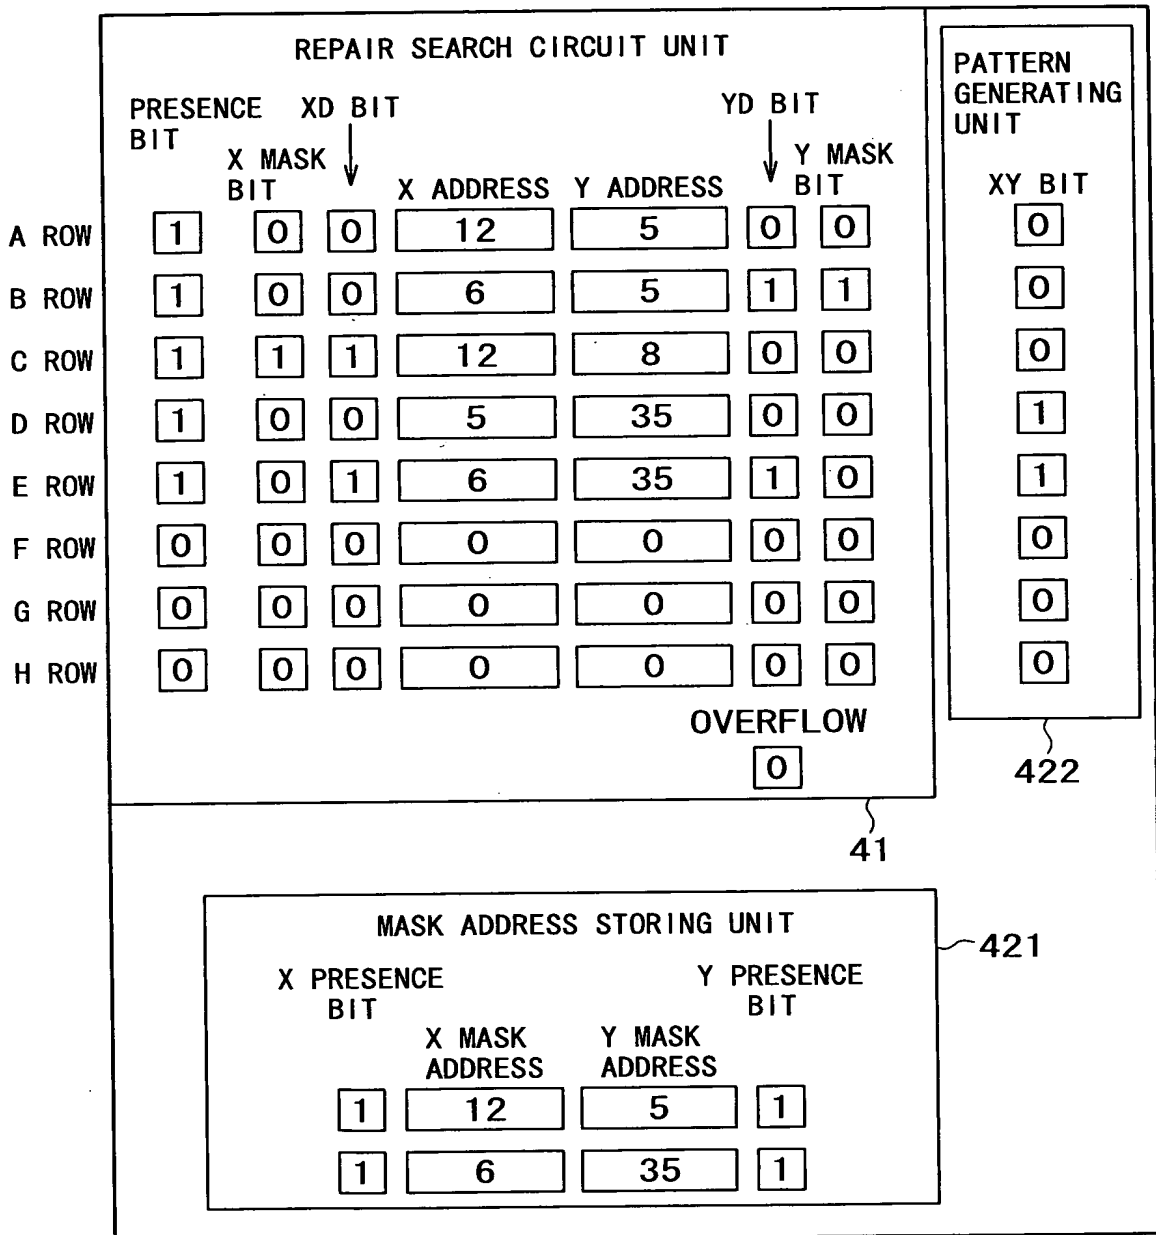 REPAIR SEARCH CIRCUIT UNIT
PRESENCE BIT
XD BIT
X MASK BIT
X ADDRESS
Y ADDRESS
YD BIT
Y MASK BIT
A ROW 1 0 0 12 5 0 0
B ROW 1 0 0 6 5 1 1
C ROW 1 1 1 12 8 0 0
D ROW 1 0 0 5 35 0 0
E ROW 1 0 1 6 35 1 0
F ROW 0 0 0 0 0 0 0
G ROW 0 0 0 0 0 0 0
H ROW 0 0 0 0 0 0 0
OVERFLOW
0
41
PATTERN
GENERATING
UNIT
XY BIT
0
0
0
1
1
0
0
0
422
MASK ADDRESS STORING UNIT
421
X PRESENCE BIT
X MASK ADDRESS
Y MASK ADDRESS
Y PRESENCE BIT
1 12 5 1
1 6 35 1